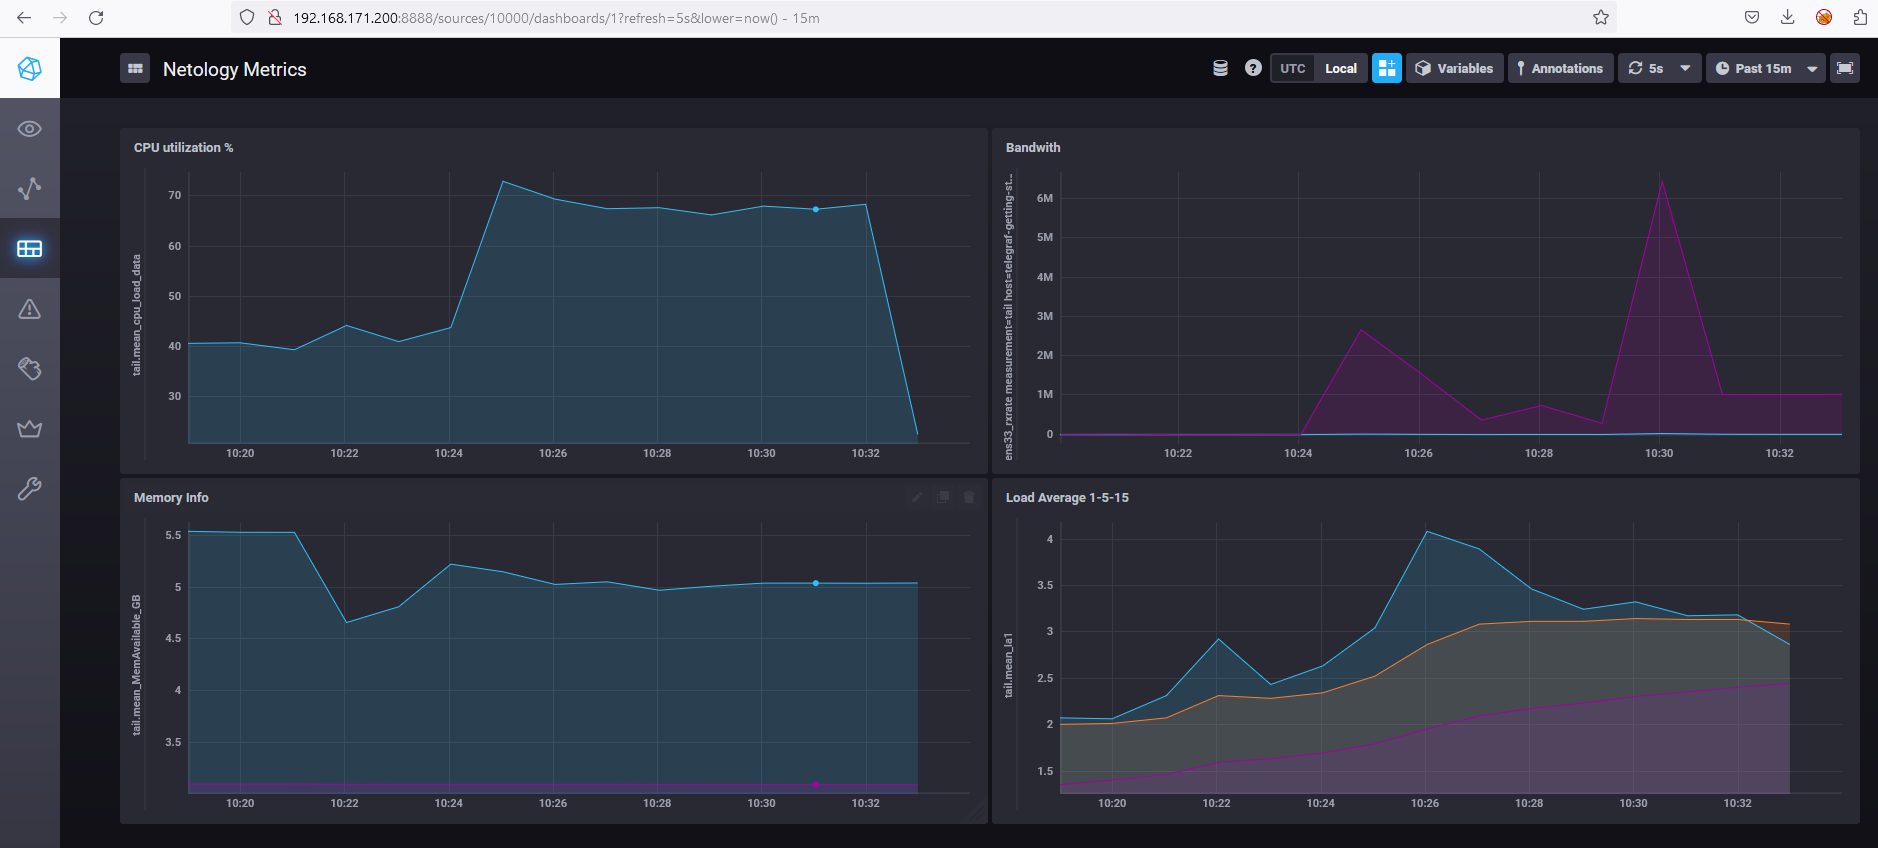 192.168.171.200:8888/sources/10000/dashboards/1?refresh=5s&lower=now() - 15m
Netology Metrics
UTC Local Variables Annotations 5s Past 15m
CPU utilization %
tail.mean_cpu_load_data
70
60
50
40
30
10:20 10:22 10:24 10:26 10:28 10:30 10:32
Bandwith
ens33_rxrate measurement=tail host=telegraf-getting-st...
6M
5M
4M
3M
2M
1M
0
10:22 10:24 10:26 10:28 10:30 10:32
Memory Info
tail.mean_MemAvailable_GB
5.5
5
4.5
4
3.5
10:20 10:22 10:24 10:26 10:28 10:30 10:32
Load Average 1-5-15
tail.mean_la1
4
3.5
3
2.5
2
1.5
10:20 10:22 10:24 10:26 10:28 10:30 10:32